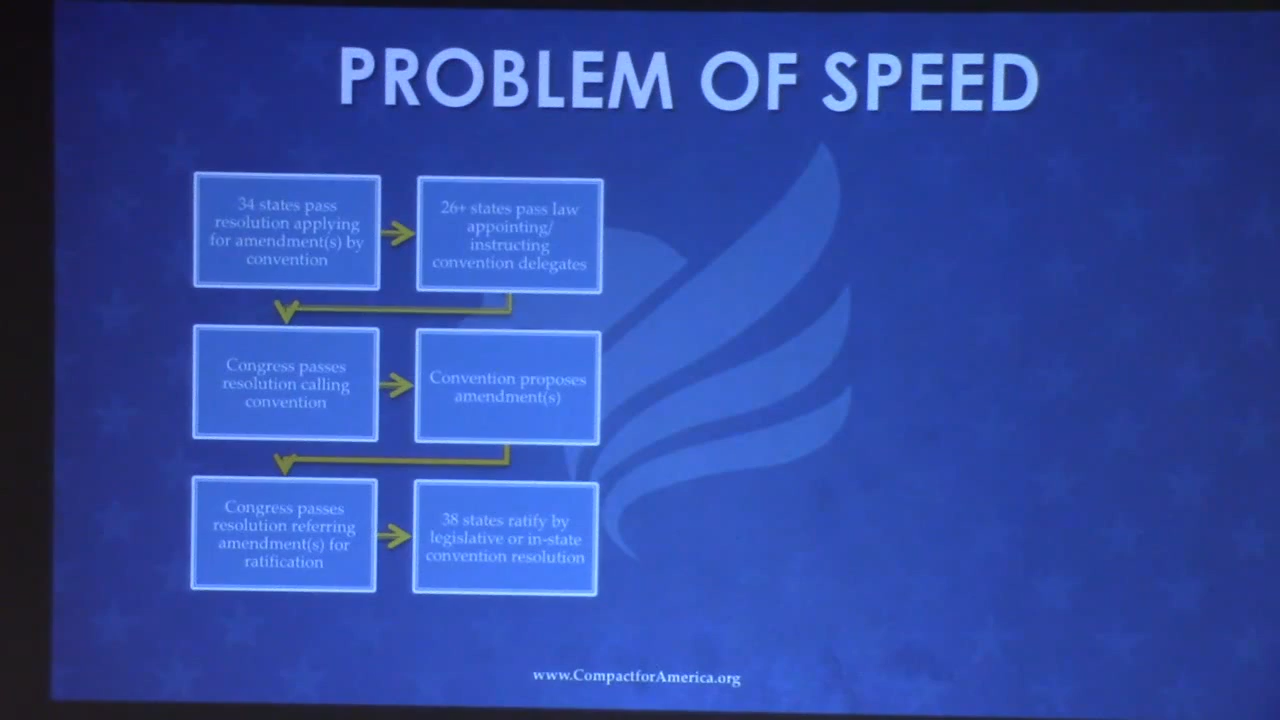 PROBLEM OF SPEED
34 states pass
resolution applying
for amendment(s) by
convention
26+ states pass law
appointing/
instructing
convention delegates
Congress passes
resolution calling
convention
Convention proposes
amendment(s)
Congress passes
resolution referring
amendment(s) for
ratification
38 states ratify by
legislative or in-state
convention resolution
www.CompactforAmerica.org